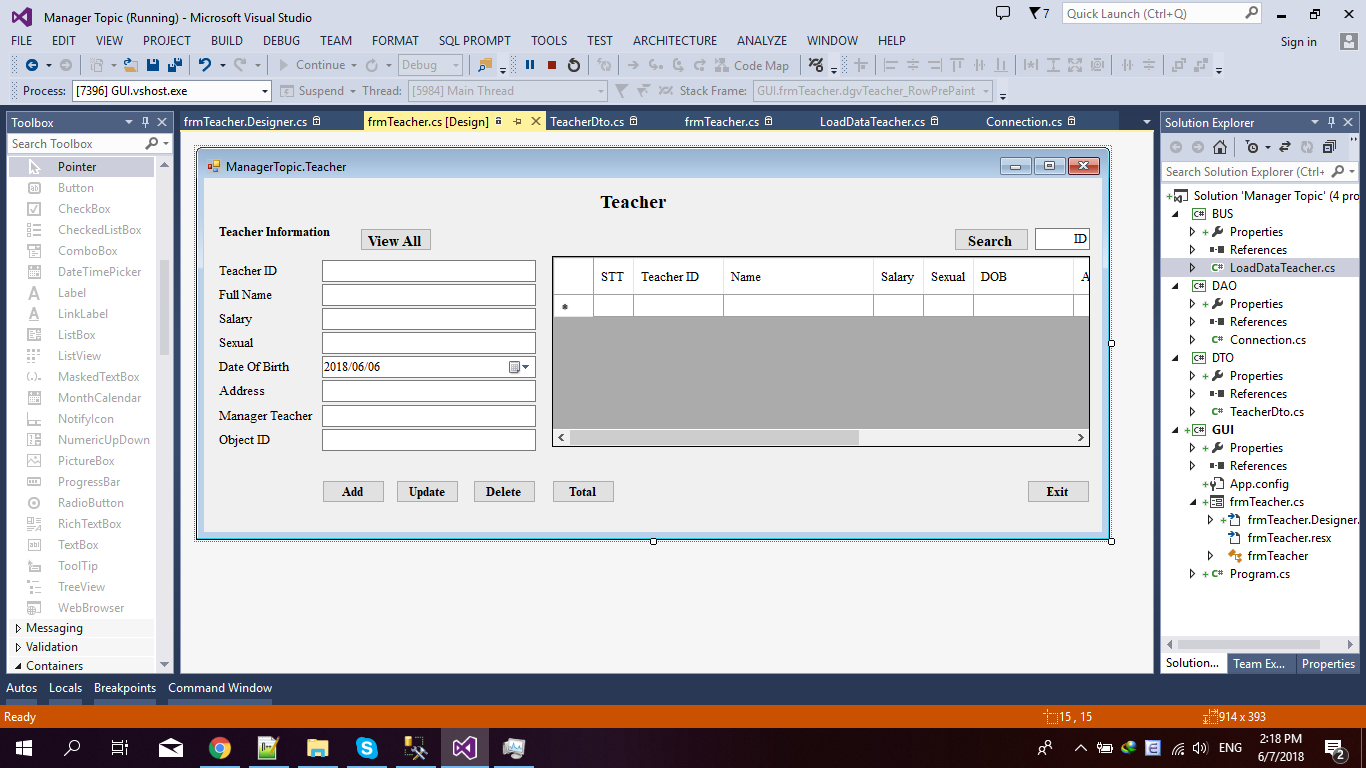 Manager Topic (Running) - Microsoft Visual Studio
7
Quick Launch (Ctrl+Q)
FILE EDIT VIEW PROJECT BUILD DEBUG TEAM FORMAT SQL PROMPT TOOLS TEST ARCHITECTURE ANALYZE WINDOW HELP
Sign in
Continue
Debug
Code Map
Process: [7396] GUI.vshost.exe
Suspend
Thread: [5984] Main Thread
Stack Frame: GUI.frmTeacher.dgvTeacher_RowPrePaint
Toolbox
Search Toolbox
Pointer
Button
CheckBox
CheckedListBox
ComboBox
DateTimePicker
Label
LinkLabel
ListBox
ListView
MaskedTextBox
MonthCalendar
NotifyIcon
NumericUpDown
PictureBox
ProgressBar
RadioButton
RichTextBox
TextBox
ToolTip
TreeView
WebBrowser
Messaging
Validation
Containers
frmTeacher.Designer.cs
frmTeacher.cs [Design]
TeacherDto.cs
frmTeacher.cs
LoadDataTeacher.cs
Connection.cs
ManagerTopic.Teacher
Teacher
Teacher Information
View All
Search
ID
Teacher ID
Full Name
Salary
Sexual
Date Of Birth
2018/06/06
Address
Manager Teacher
Object ID
STT Teacher ID Name Salary Sexual DOB A
*
Add
Update
Delete
Total
Exit
Solution Explorer
Search Solution Explorer (Ctrl+
Solution 'Manager Topic' (4 pro
BUS
Properties
References
LoadDataTeacher.cs
DAO
Properties
References
Connection.cs
DTO
Properties
References
TeacherDto.cs
GUI
Properties
References
App.config
frmTeacher.cs
frmTeacher.Designer.
frmTeacher.resx
frmTeacher
Program.cs
Solution...
Team Ex...
Properties
Autos
Locals
Breakpoints
Command Window
Ready
15 , 15
914 x 393
ENG
2:18 PM
6/7/2018
2